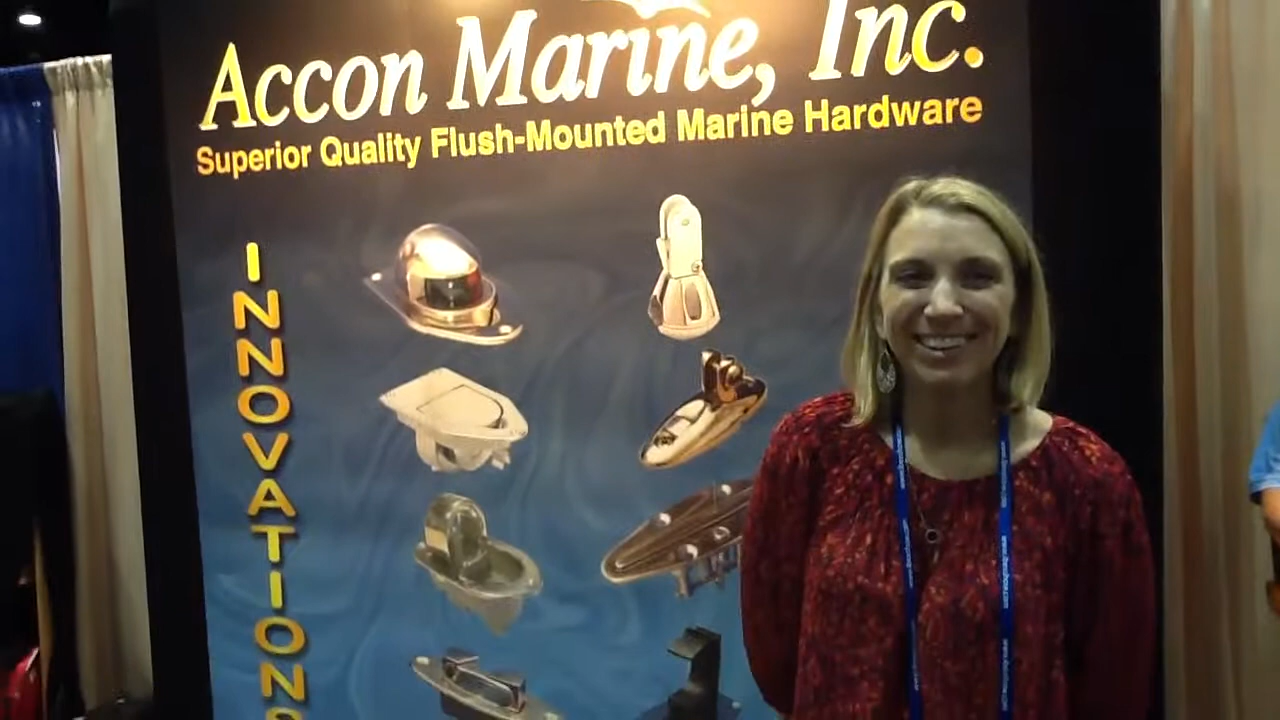 Accon Marine, Inc.
Superior Quality Flush-Mounted Marine Hardware
INNOVATION